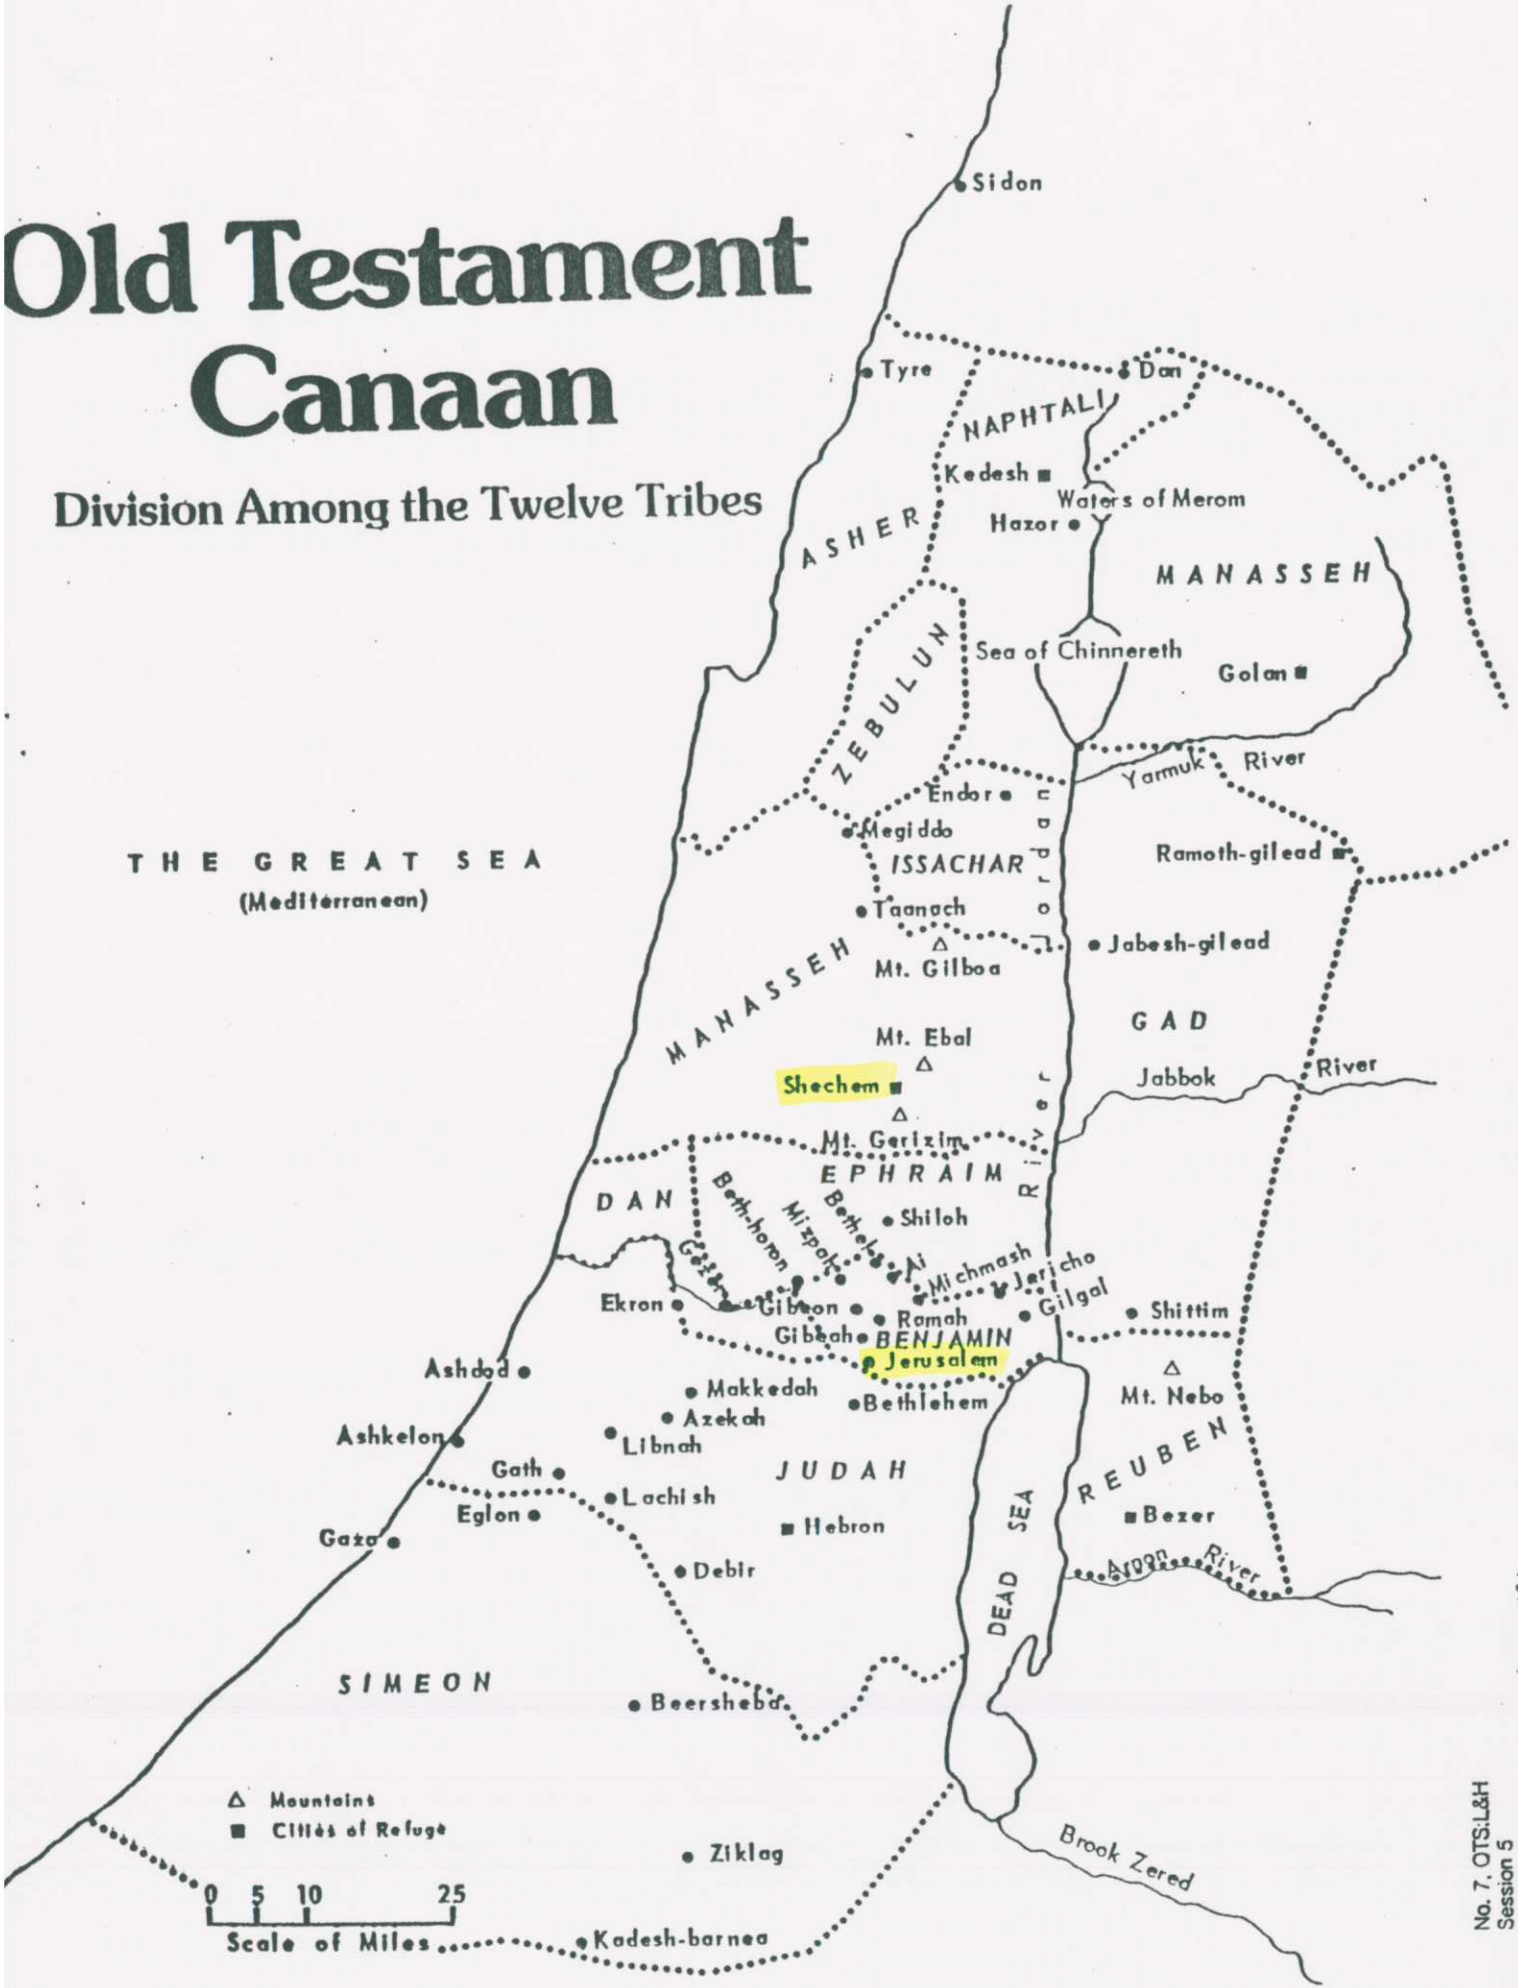 Old Testament
Canaan
Division Among the Twelve Tribes
Sidon
Tyre
Dan
NAPHTALI
Kedesh
Waters of Merom
Hazor
ASHER
MANASSEH
ZEBULUN
Sea of Chinnereth
Golan
Yarmuk River
Endor
Megiddo
THE GREAT SEA
(Mediterranean)
ISSACHAR
Ramoth-gilead
Taanach
Jordan River
Jabesh-gilead
Mt. Gilboa
MANASSEH
GAD
Mt. Ebal
Jabbok River
Shechem
Mt. Gerizim
EPHRAIM
DAN
Beth-horon
Mizpah
Bethel
Shiloh
Gezer
Ai
Michmash
Jericho
Gilgal
Ekron
Gibeon
Ramah
Shittim
Gibeah
BENJAMIN
Jerusalem
Ashdod
Makkedah
Bethlehem
Mt. Nebo
Azekah
Ashkelon
Libnah
REUBEN
Gath
JUDAH
Lachish
Eglon
Hebron
Bezer
Gaza
DEAD SEA
Debir
Arnon River
SIMEON
Beersheba
Mountains
Cities of Refuge
Ziklag
Brook Zered
0 5 10 25
Scale of Miles
Kadesh-barnea
No. 7, OTS:L&H
Session 5